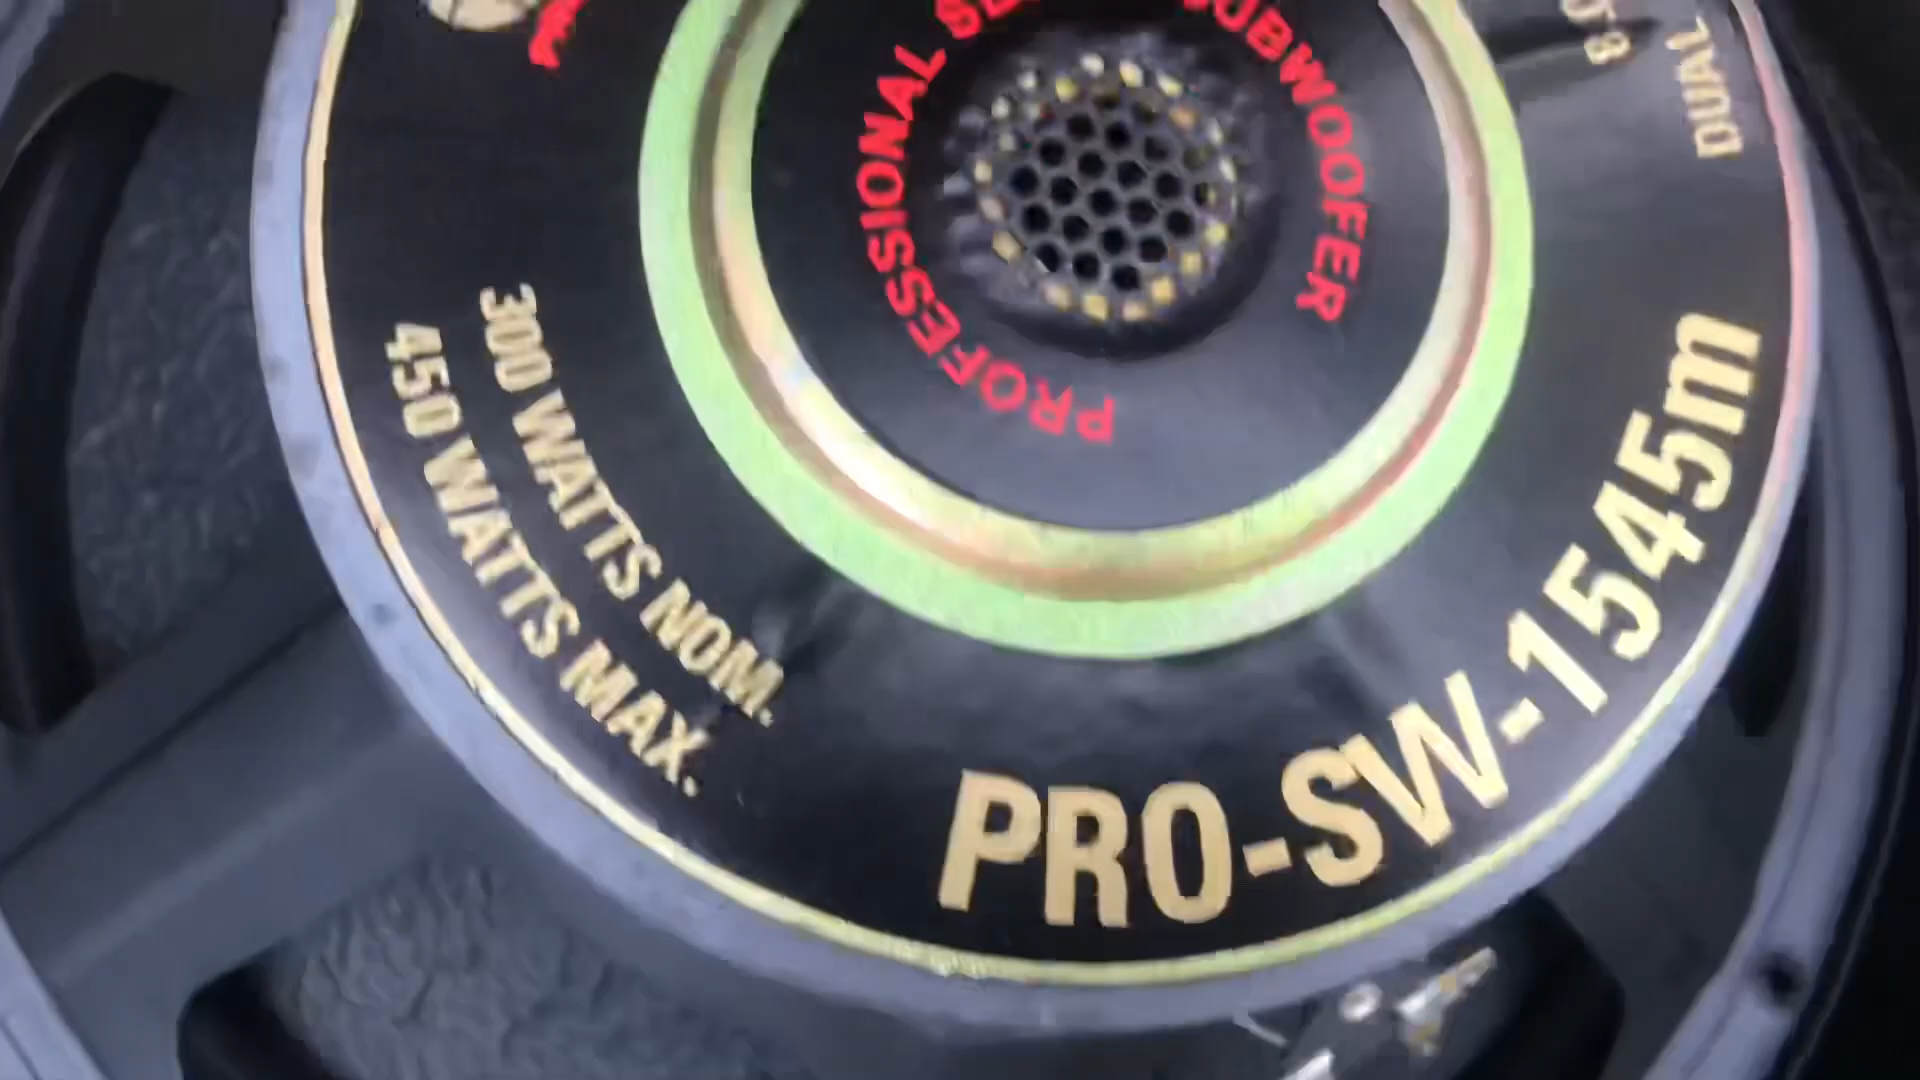 PROFESSIONAL
SUBWOOFER
DUAL
300 WATTS NOM.
450 WATTS MAX.
PRO-SW-1545m